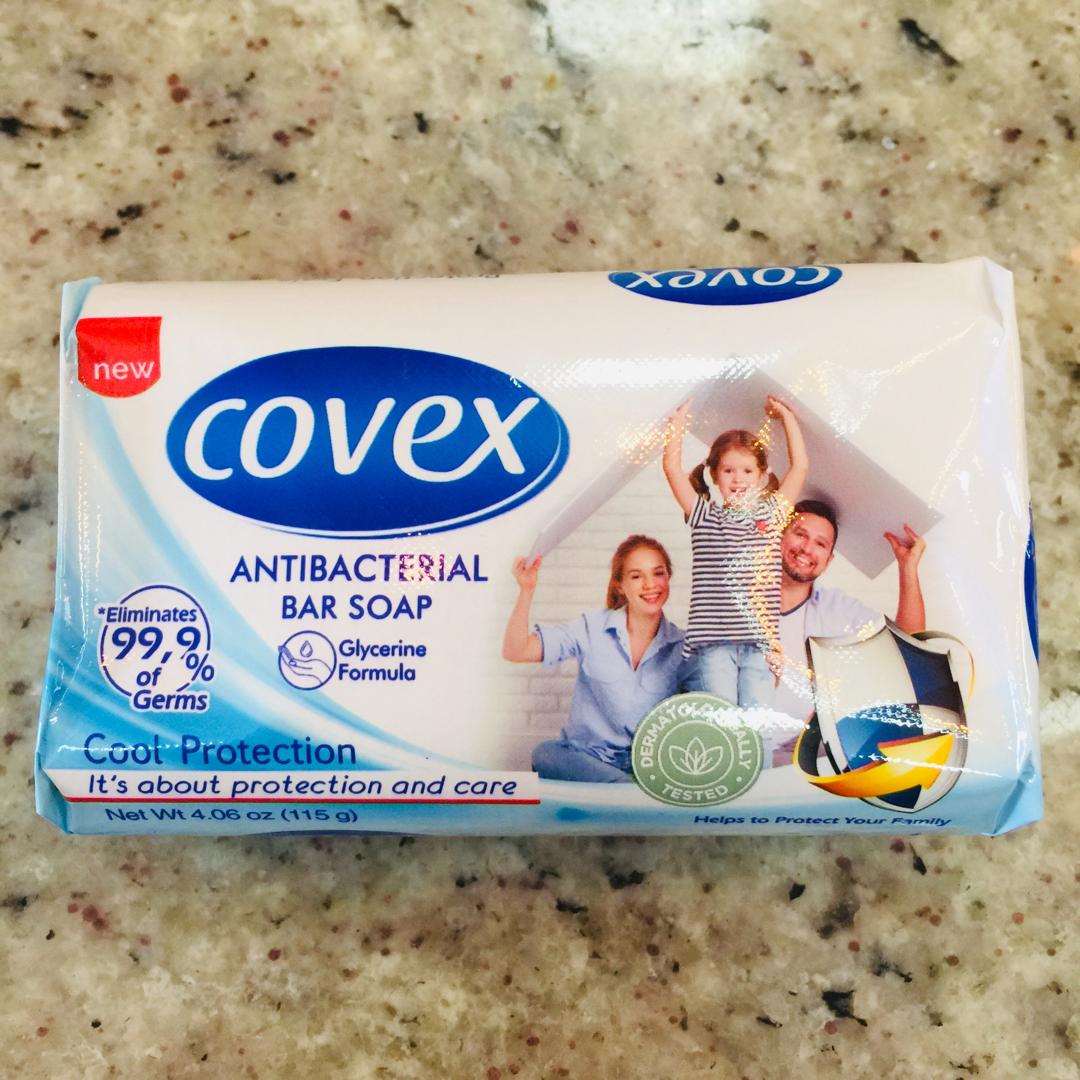 covex
new
covex
ANTIBACTERIAL
BAR SOAP
*Eliminates
99,9%
of
Germs
Glycerine
Formula
Cool Protection
It's about protection and care
Net Wt 4.06 oz (115 g)
DERMATOLOGICALLY
TESTED
Helps to Protect Your Family